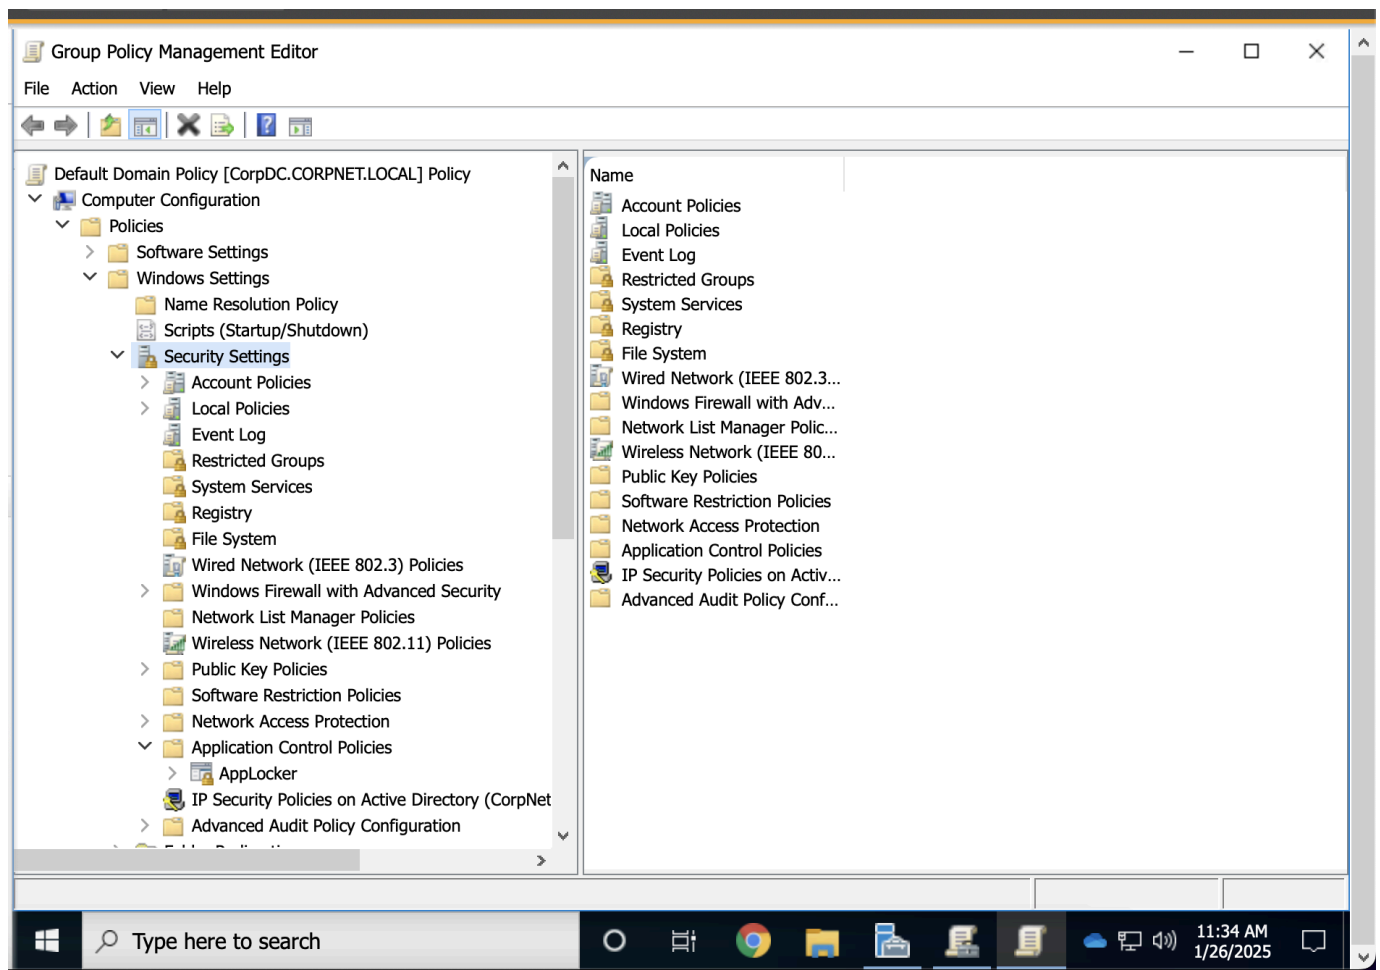 Group Policy Management Editor
File Action View Help
Default Domain Policy [CorpDC.CORPNET.LOCAL] Policy
Computer Configuration
Policies
Software Settings
Windows Settings
Name Resolution Policy
Scripts (Startup/Shutdown)
Security Settings
Account Policies
Local Policies
Event Log
Restricted Groups
System Services
Registry
File System
Wired Network (IEEE 802.3) Policies
Windows Firewall with Advanced Security
Network List Manager Policies
Wireless Network (IEEE 802.11) Policies
Public Key Policies
Software Restriction Policies
Network Access Protection
Application Control Policies
AppLocker
IP Security Policies on Active Directory (CorpNet
Advanced Audit Policy Configuration
Name
Account Policies
Local Policies
Event Log
Restricted Groups
System Services
Registry
File System
Wired Network (IEEE 802.3...
Windows Firewall with Adv...
Network List Manager Polic...
Wireless Network (IEEE 80...
Public Key Policies
Software Restriction Policies
Network Access Protection
Application Control Policies
IP Security Policies on Activ...
Advanced Audit Policy Conf...
Type here to search
11:34 AM
1/26/2025